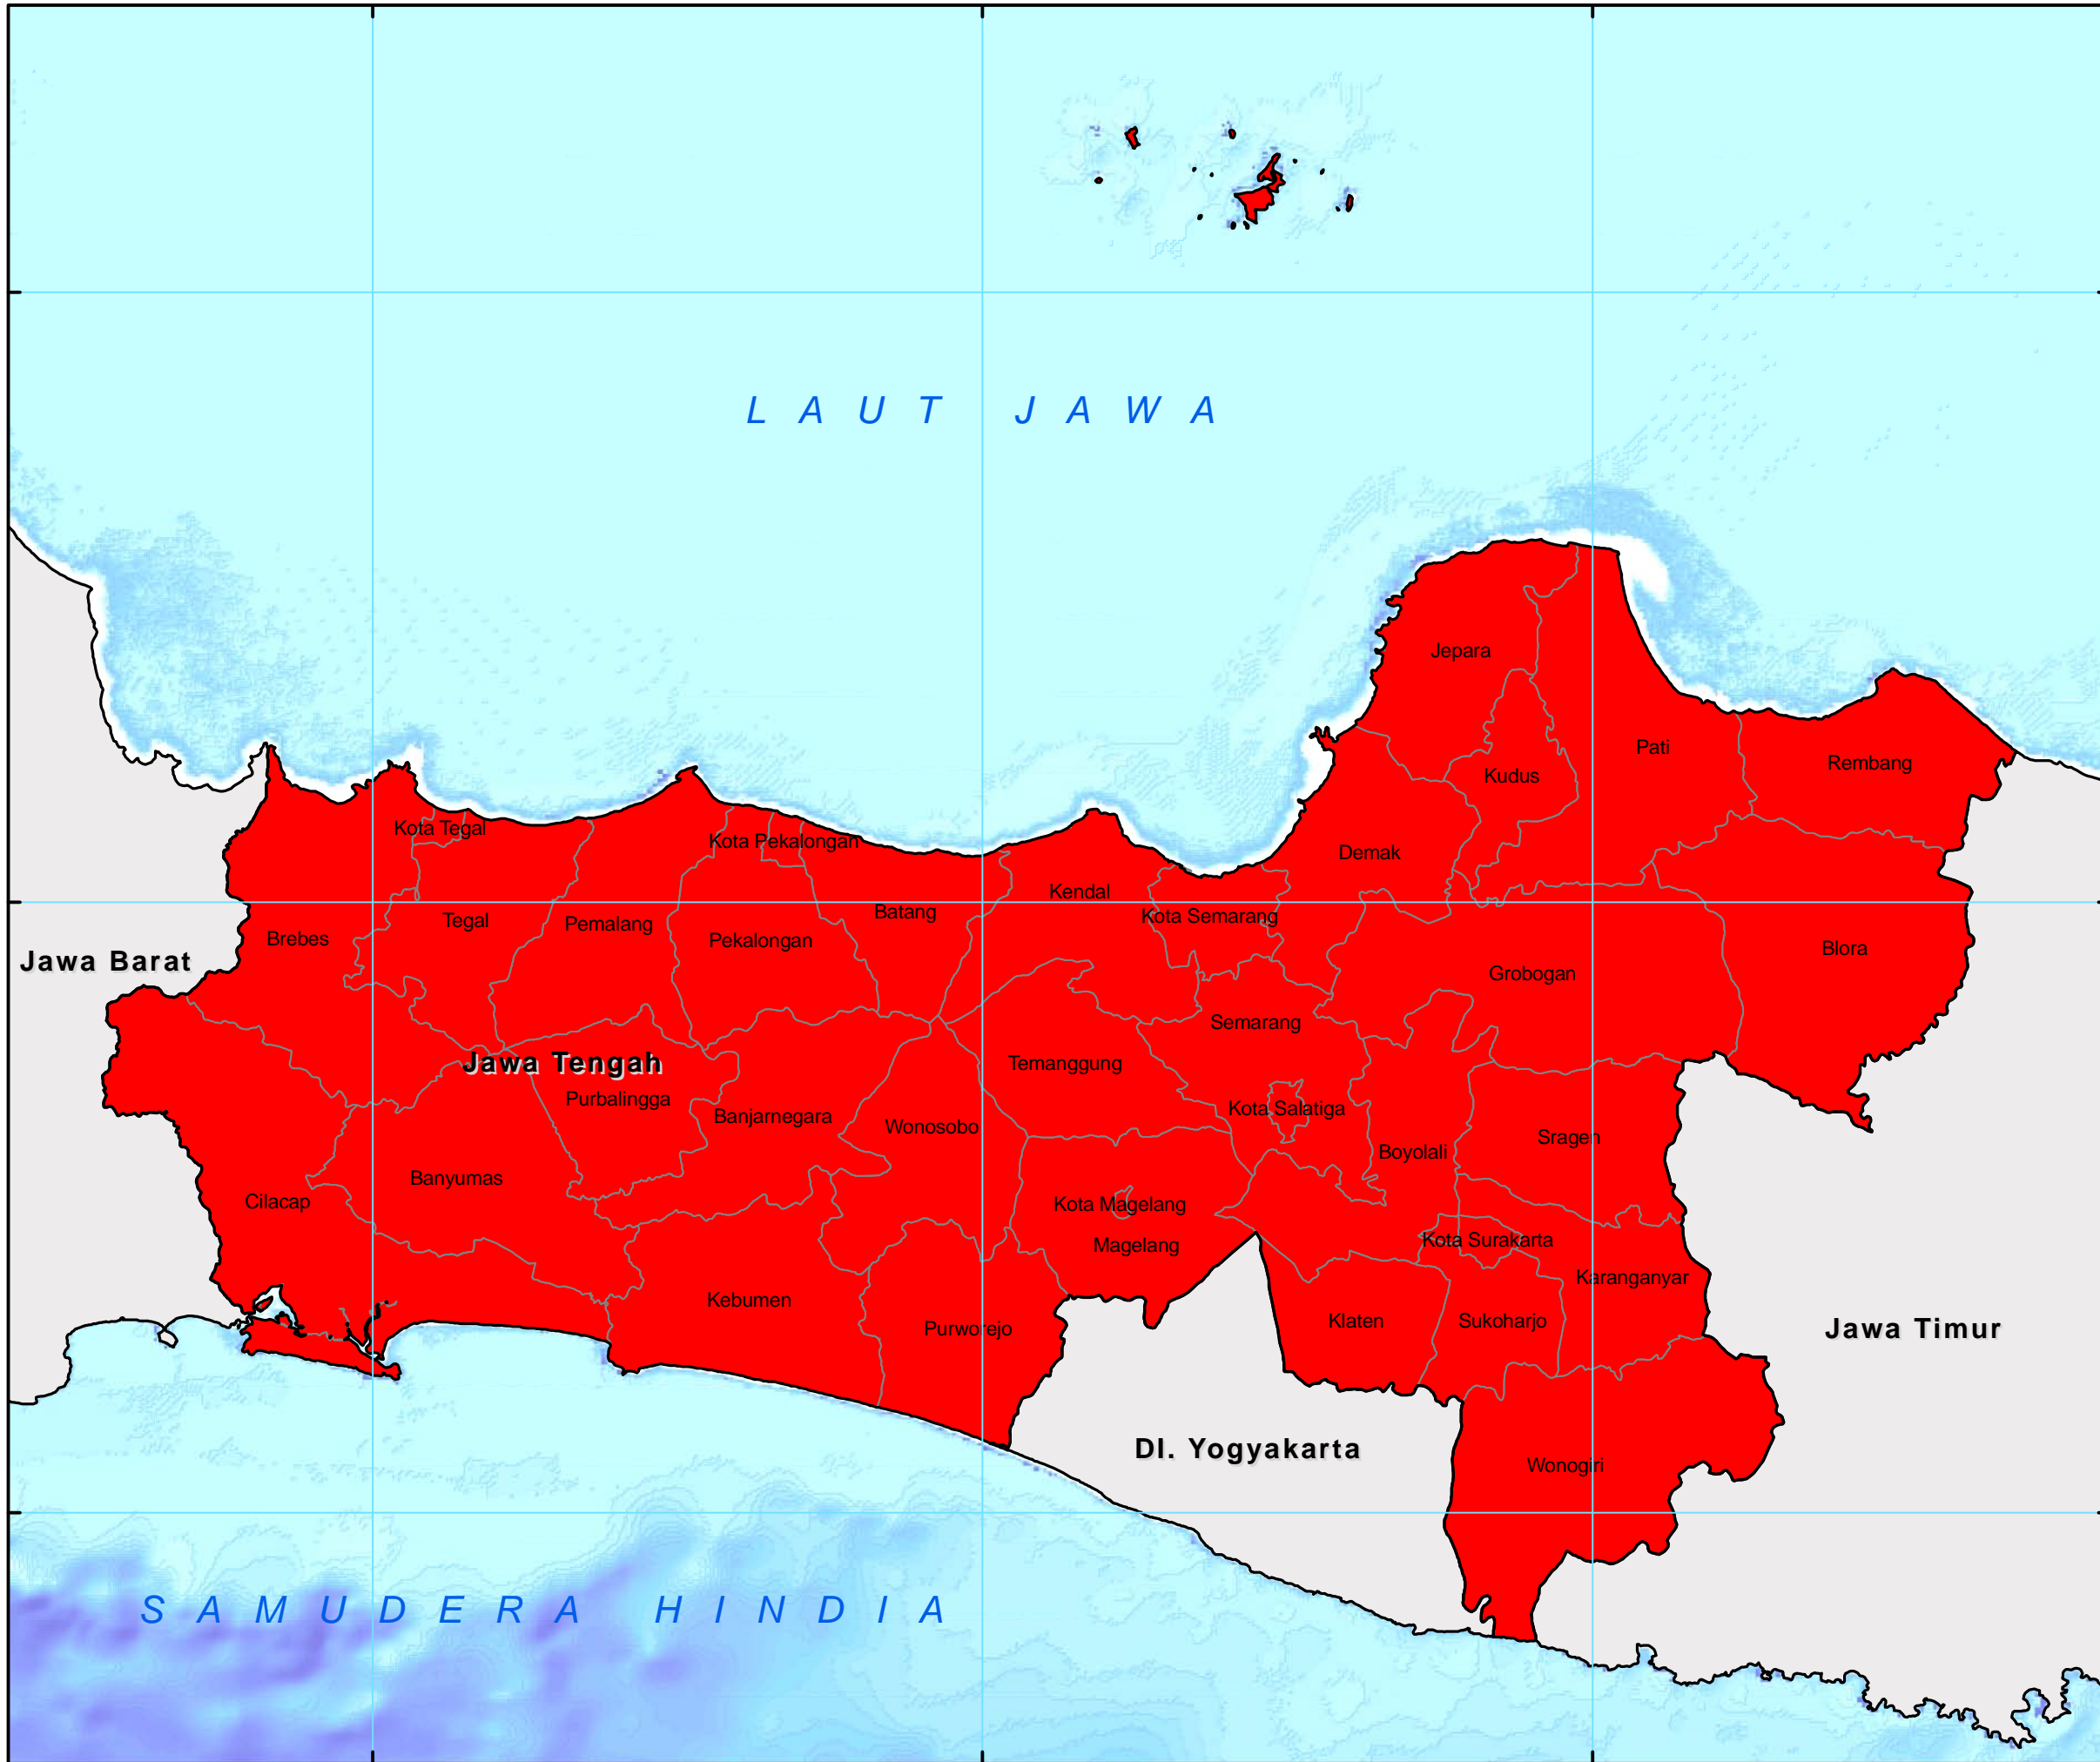 LAUT JAWA
Jepara
Pati
Rembang
Kudus
Kota Tegal
Kota Pekalongan
Demak
Kendal
Batang
Kota Semarang
Tegal
Pemalang
Brebes
Pekalongan
Blora
Jawa Barat
Grobogan
Semarang
Jawa Tengah
Temanggung
Purbalingga
Kota Salatiga
Banjarnegara
Wonosobo
Sragen
Boyolali
Banyumas
Cilacap
Kota Magelang
Kota Surakarta
Magelang
Karanganyar
Kebumen
Klaten
Sukoharjo
Purworejo
Jawa Timur
DI. Yogyakarta
Wonogiri
SAMUDERA HINDIA